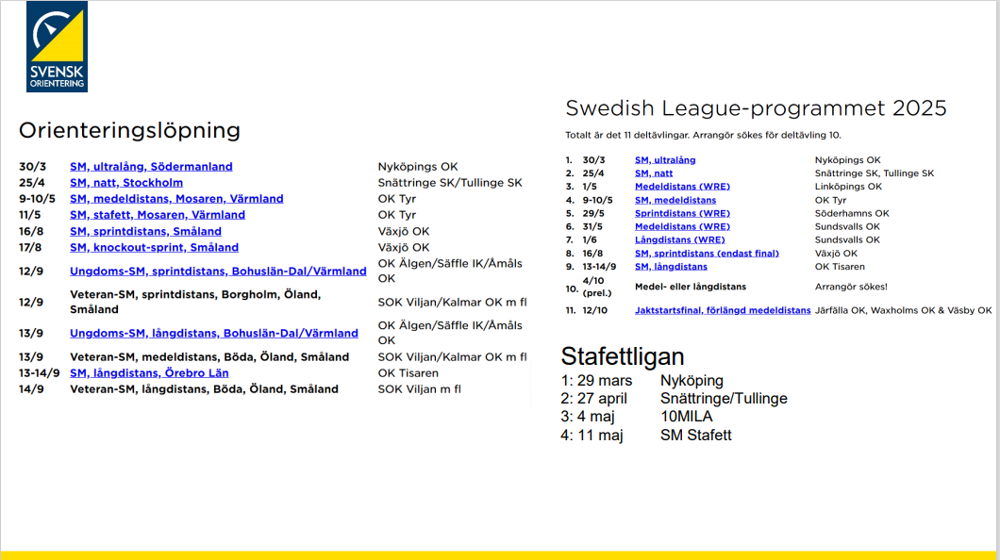 SVENSK
ORIENTERING
Orienteringslöpning
30/3 SM, ultralång, Södermanland Nyköpings OK
25/4 SM, natt, Stockholm Snättringe SK/Tullinge SK
9-10/5 SM, medeldistans, Mosaren, Värmland OK Tyr
11/5 SM, stafett, Mosaren, Värmland OK Tyr
16/8 SM, sprintdistans, Småland Växjö OK
17/8 SM, knockout-sprint, Småland Växjö OK
12/9 Ungdoms-SM, sprintdistans, Bohuslän-Dal/Värmland OK Älgen/Säffle IK/Åmåls
OK
12/9 Veteran-SM, sprintdistans, Borgholm, Öland,
Småland SOK Viljan/Kalmar OK m fl
13/9 Ungdoms-SM, långdistans, Bohuslän-Dal/Värmland OK Älgen/Säffle IK/Åmåls
OK
13/9 Veteran-SM, medeldistans, Böda, Öland, Småland SOK Viljan/Kalmar OK m fl
13-14/9 SM, långdistans, Örebro Län OK Tisaren
14/9 Veteran-SM, långdistans, Böda, Öland, Småland SOK Viljan m fl
Swedish League-programmet 2025
Totalt är det 11 deltävlingar. Arrangör sökes för deltävling 10.
1. 30/3 SM, ultralång Nyköpings OK
2. 25/4 SM, natt Snättringe SK, Tullinge SK
3. 1/5 Medeldistans (WRE) Linköpings OK
4. 9-10/5 SM, medeldistans OK Tyr
5. 29/5 Sprintdistans (WRE) Söderhamns OK
6. 31/5 Medeldistans (WRE) Sundsvalls OK
7. 1/6 Långdistans (WRE) Sundsvalls OK
8. 16/8 SM, sprintdistans (endast final) Växjö OK
9. 13-14/9 SM, långdistans OK Tisaren
10. 4/10
(prel.) Medel- eller långdistans Arrangör sökes!
11. 12/10 Jaktstartsfinal, förlängd medeldistans Järfälla OK, Waxholms OK & Väsby OK
Stafettligan
1: 29 mars Nyköping
2: 27 april Snättringe/Tullinge
3: 4 maj 10MILA
4: 11 maj SM Stafett